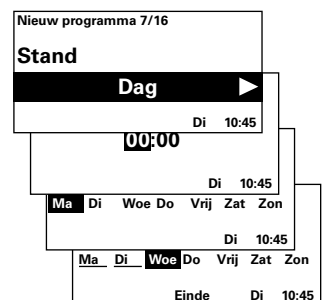 Nieuw programma 7/16
Stand
Dag
Di 10:45
00:00
Di 10:45
Ma Di Woe Do Vrij Zat Zon
Di 10:45
Ma Di Woe Do Vrij Zat Zon
Einde Di 10:45